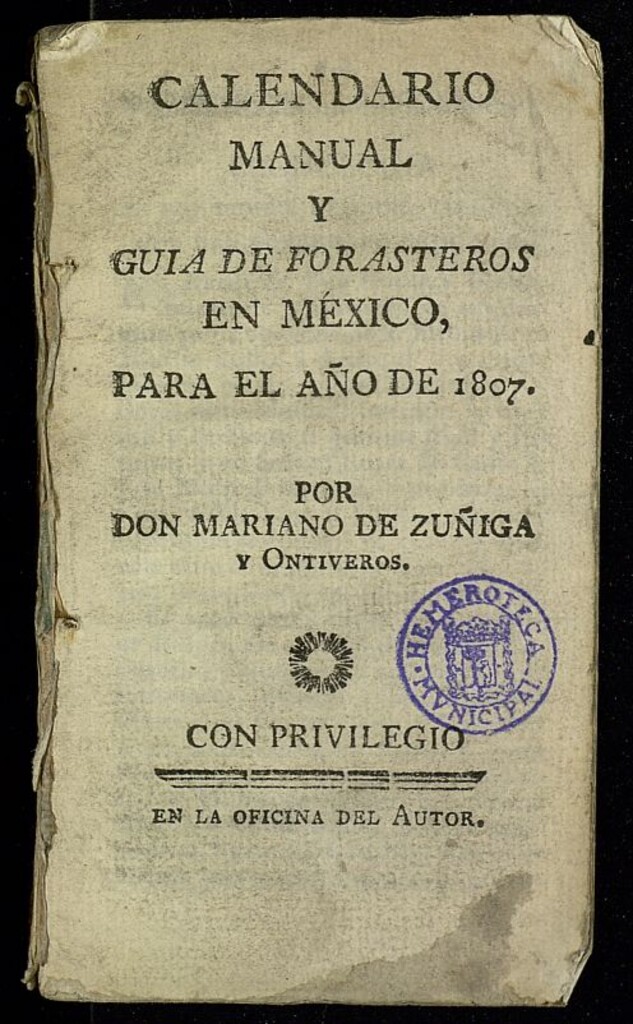 CALENDARIO
MANUAL
Y
GUIA DE FORASTEROS
EN MÉXICO,
PARA EL AÑO DE 1807.
POR
DON MARIANO DE ZUÑIGA
Y ONTIVEROS.
HEMEROTECA
MVNICIPAL
CON PRIVILEGIO
EN LA OFICINA DEL AUTOR.